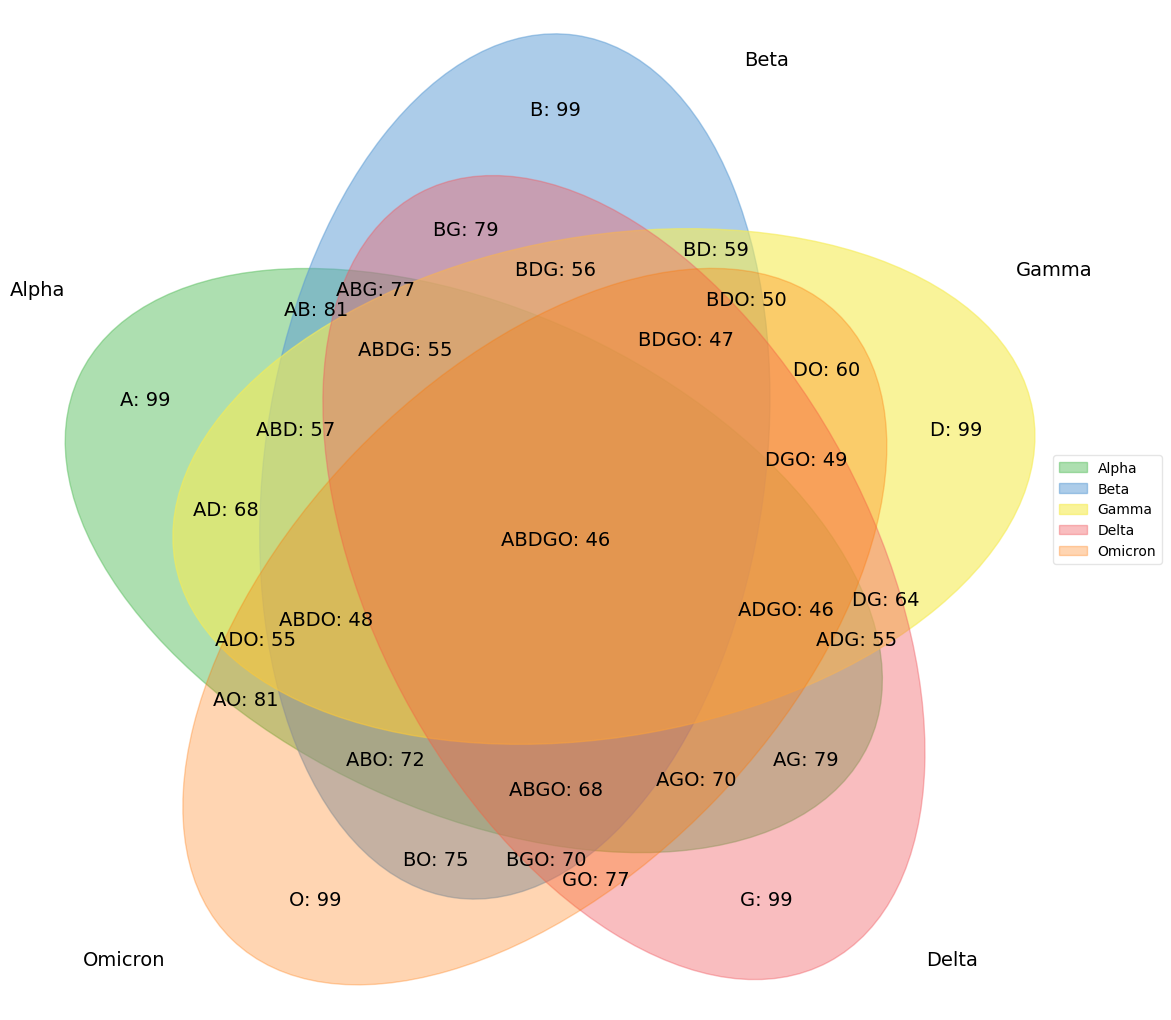 Beta
B: 99
BG: 79
BD: 59
BDG: 56
Gamma
Alpha
ABG: 77
AB: 81
BDO: 50
BDGO: 47
ABDG: 55
DO: 60
A: 99
ABD: 57
D: 99
DGO: 49
Alpha
Beta
Gamma
Delta
Omicron
AD: 68
ABDGO: 46
DG: 64
ADGO: 46
ABDO: 48
ADO: 55
ADG: 55
AO: 81
ABO: 72
AG: 79
AGO: 70
ABGO: 68
BO: 75
BGO: 70
GO: 77
O: 99
G: 99
Omicron
Delta